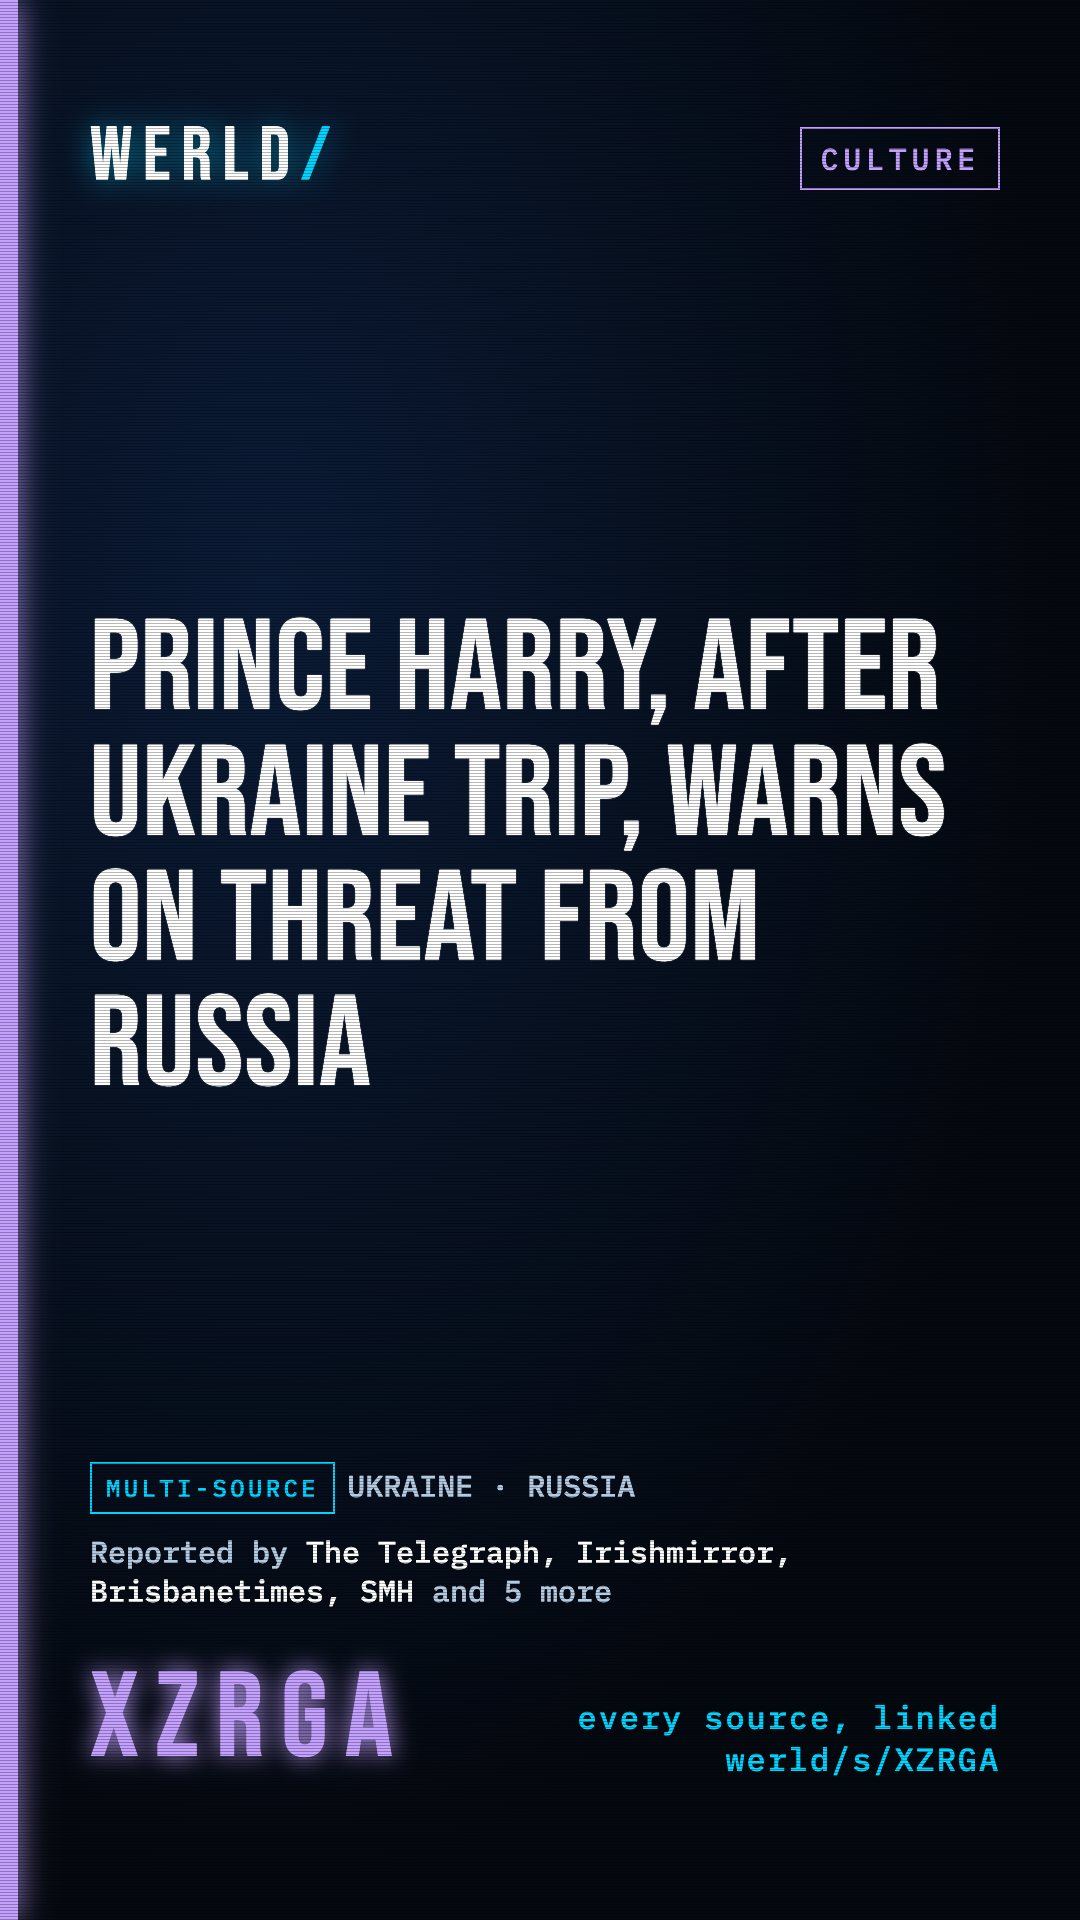 WERLD/
CULTURE
PRINCE HARRY, AFTER
UKRAINE TRIP, WARNS
ON THREAT FROM
RUSSIA
MULTI-SOURCE UKRAINE · RUSSIA
Reported by The Telegraph, Irishmirror,
Brisbanetimes, SMH and 5 more
XZRGA
every source, linked
werld/s/XZRGA